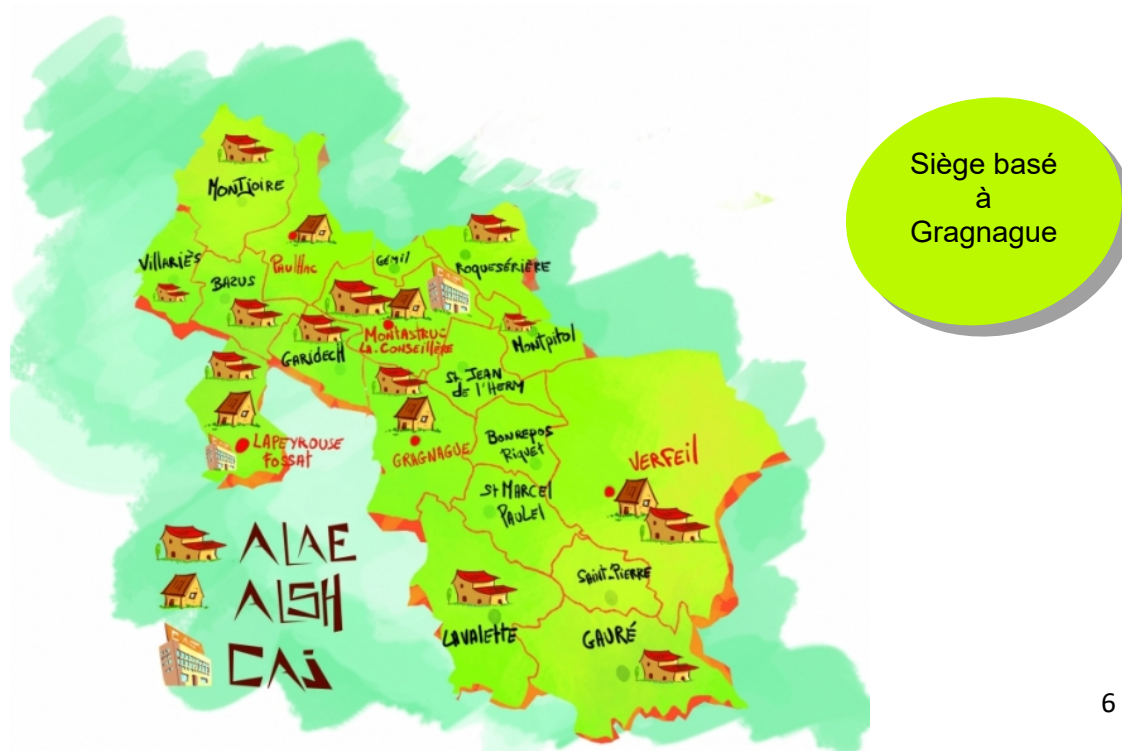 Siège basé
à
Gragnague
MONTJOIRE
VillARiÈS
BAZUS
PAulHAC
GÉMil
ROQUESÉRIÈRE
GARiDECH
MONTASTRUC-
LA-CONSEillÈRE
MONTpitol
St JEAN
de l'HERM
LAPEYROUSE
FOSSAt
GRAGNAGUE
BONREPOS
RiQUET
VERFEIL
St MARCEL
PAULEl
SAiNT-PiERRE
LAVALETTE
GAURÉ
ALAE
ALSH
CAJ
6